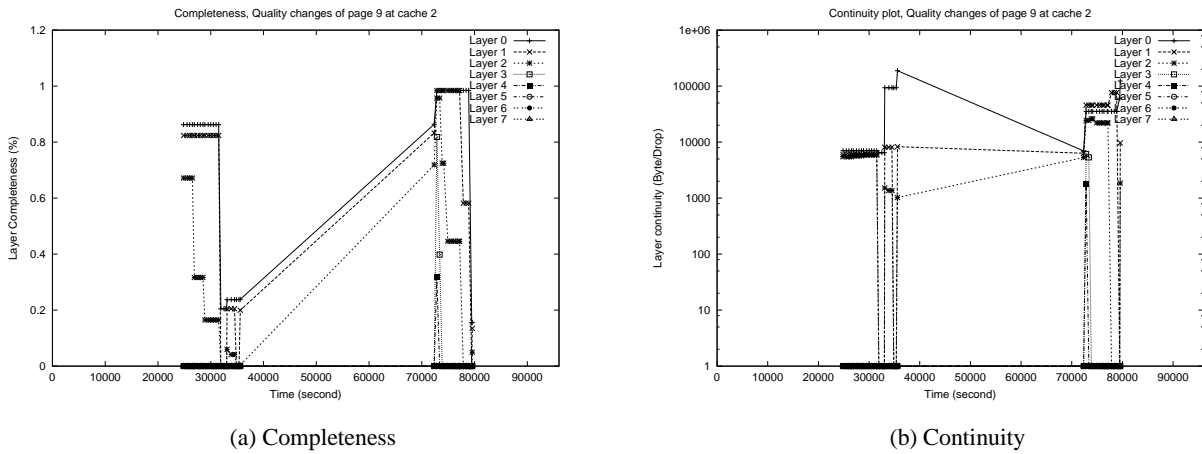 Completeness, Quality changes of page 9 at cache 2
Layer Completeness (%)
1.2
1
0.8
0.6
0.4
0.2
0
Layer 0
Layer 1
Layer 2
Layer 3
Layer 4
Layer 5
Layer 6
Layer 7
0 10000 20000 30000 40000 50000 60000 70000 80000 90000
Time (second)
(a) Completeness
Continuity plot, Quality changes of page 9 at cache 2
Layer continuity (Byte/Drop)
1e+06
100000
10000
1000
100
10
1
Layer 0
Layer 1
Layer 2
Layer 3
Layer 4
Layer 5
Layer 6
Layer 7
0 10000 20000 30000 40000 50000 60000 70000 80000 90000
Time (second)
(b) Continuity